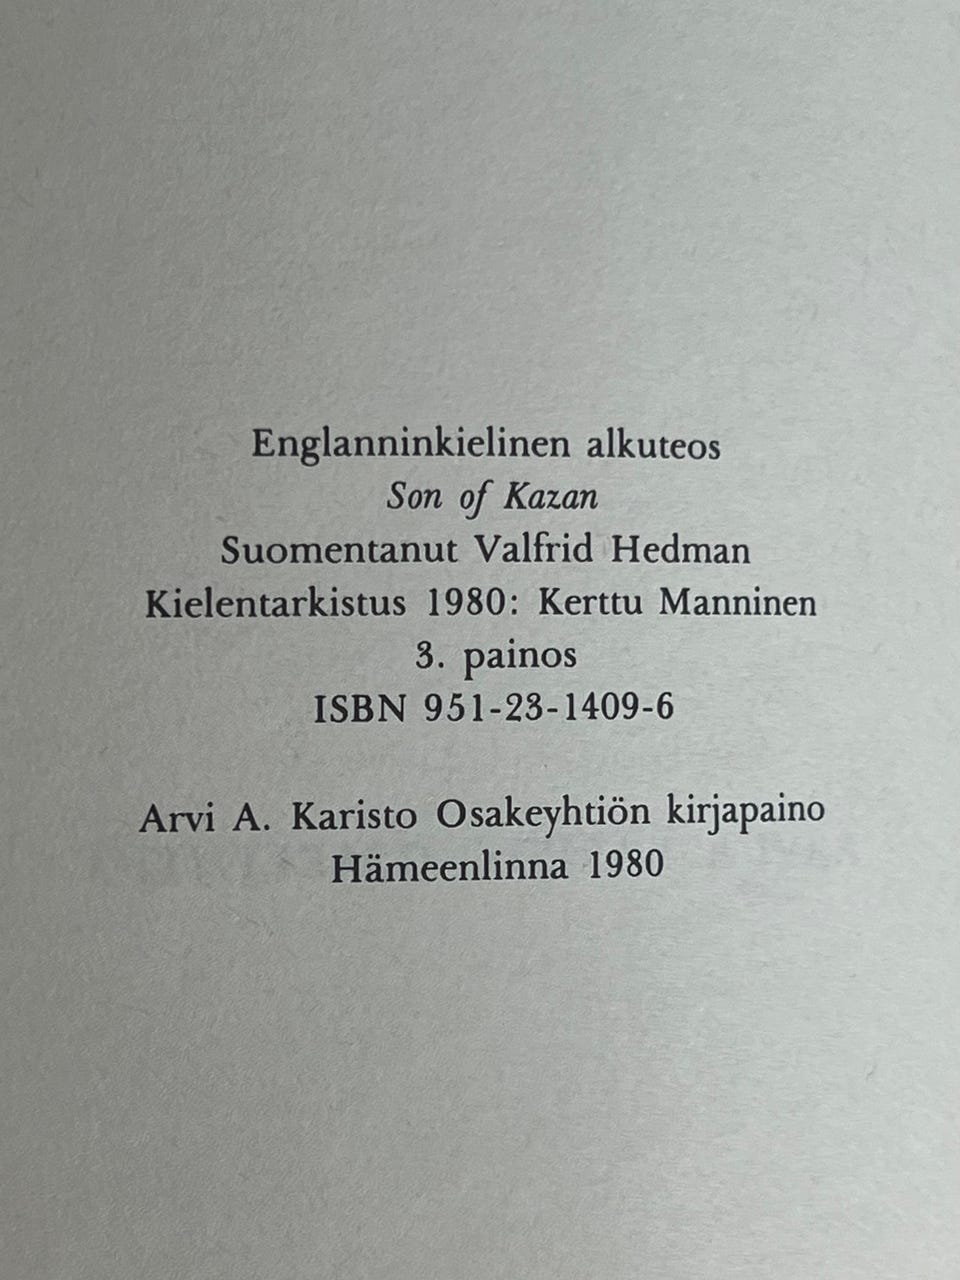 Englanninkielinen alkuteos
Son of Kazan
Suomentanut Valfrid Hedman
Kielentarkistus 1980: Kerttu Manninen
3. painos
ISBN 951-23-1409-6
Arvi A. Karisto Osakeyhtiön kirjapaino
Hämeenlinna 1980